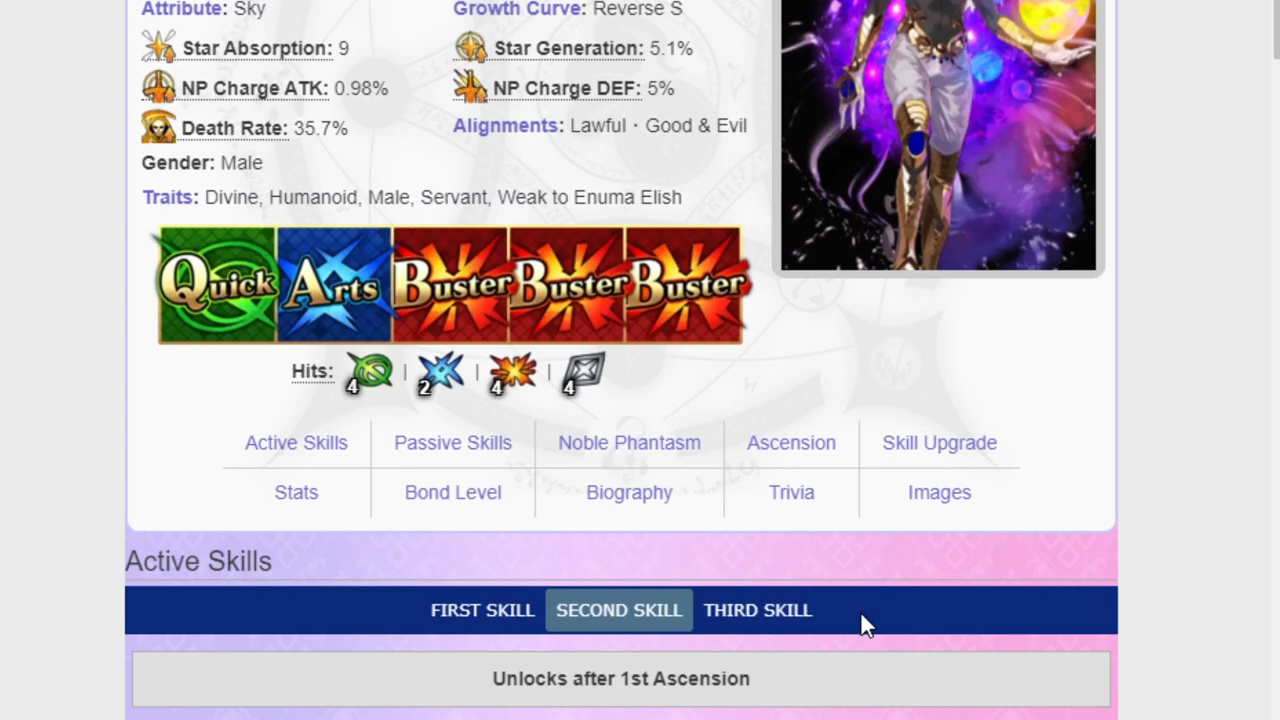 Attribute: Sky
Growth Curve: Reverse S
Star Absorption: 9
Star Generation: 5.1%
NP Charge ATK: 0.98%
NP Charge DEF: 5%
Death Rate: 35.7%
Alignments: Lawful · Good & Evil
Gender: Male
Traits: Divine, Humanoid, Male, Servant, Weak to Enuma Elish
Quick Arts Buster Buster Buster
Hits: 4 | 2 | 4 | 4
Active Skills Passive Skills Noble Phantasm Ascension Skill Upgrade
Stats Bond Level Biography Trivia Images
Active Skills
FIRST SKILL SECOND SKILL THIRD SKILL
Unlocks after 1st Ascension